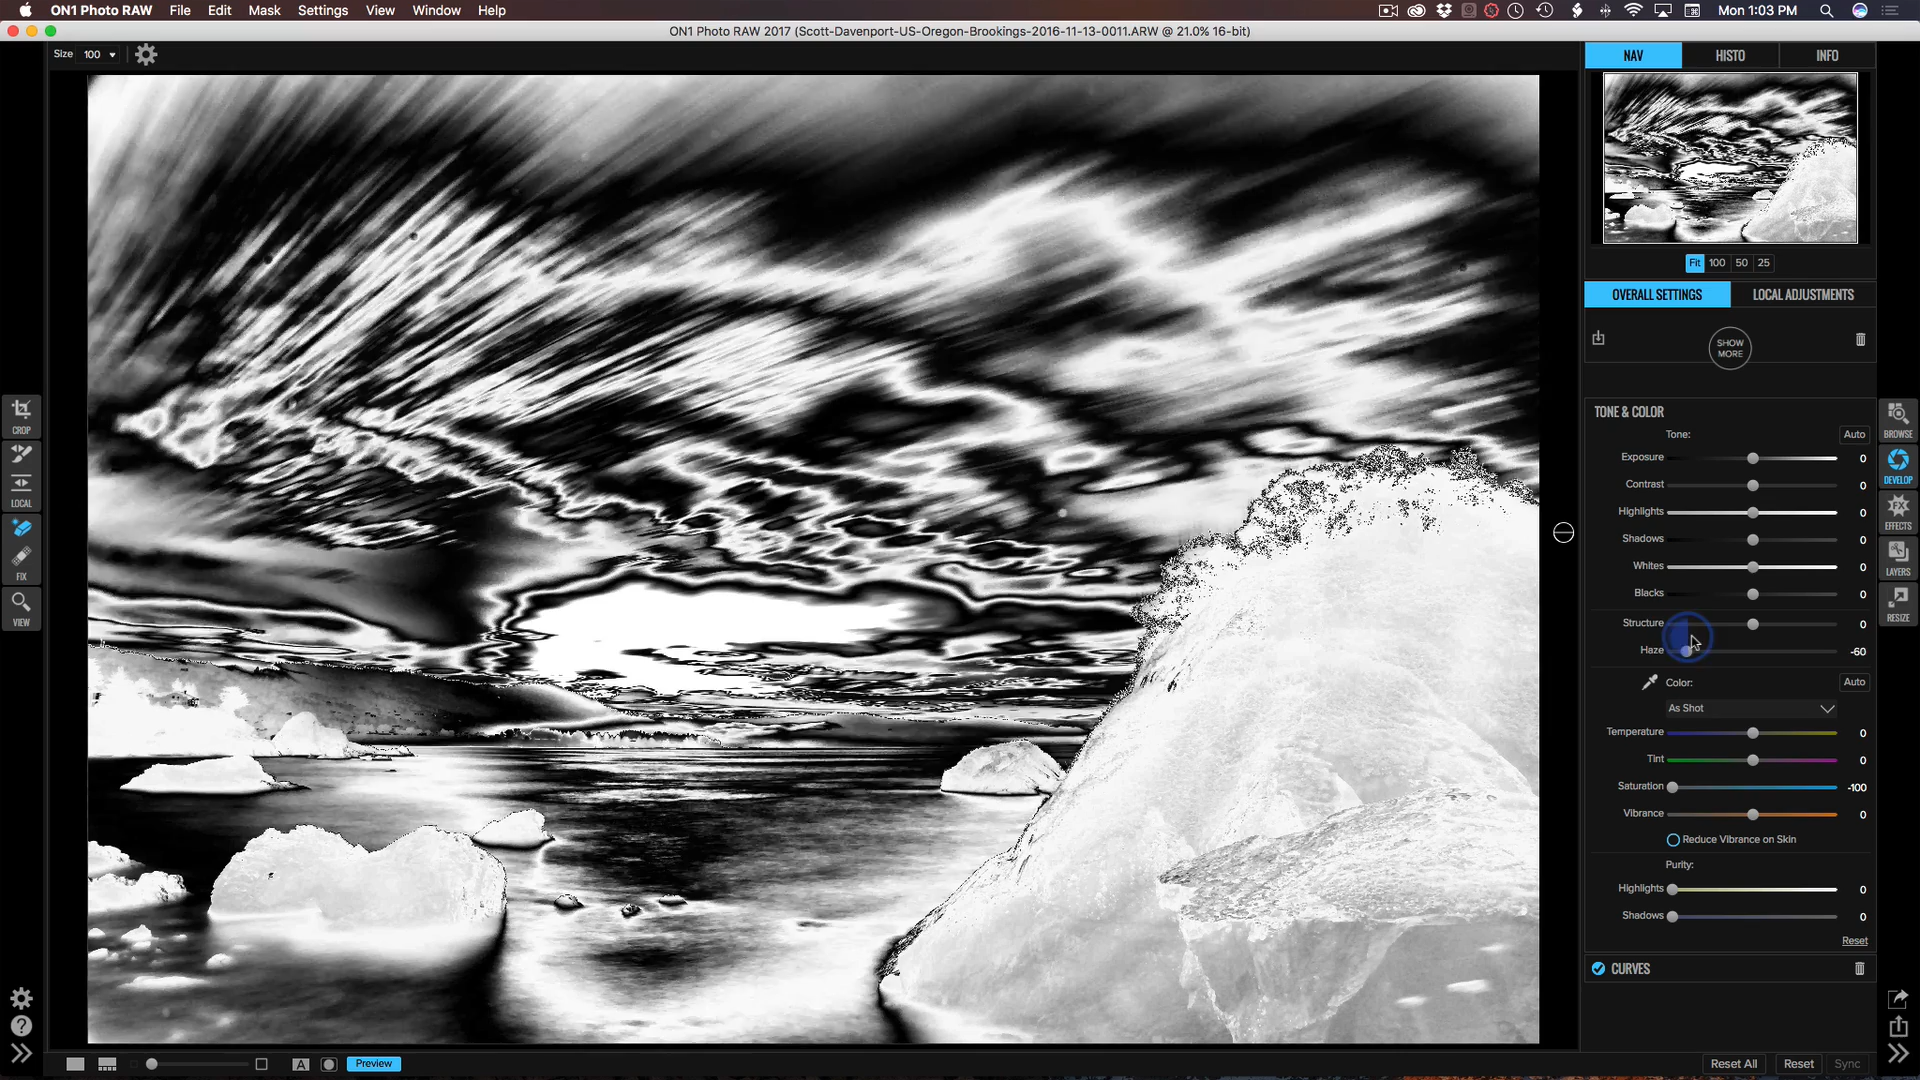 ON1 Photo RAW File Edit Mask Settings View Window Help Mon 1:03 PM
ON1 Photo RAW 2017 (Scott-Davenport-US-Oregon-Brookings-2016-11-13-0011.ARW @ 21.0% 16-bit)
Size 100
NAV HISTO INFO
Fit 100 50 25
OVERALL SETTINGS LOCAL ADJUSTMENTS
SHOW MORE
TONE & COLOR
Tone: Auto
Exposure 0
Contrast 0
Highlights 0
Shadows 0
Whites 0
Blacks 0
Structure 0
Haze -60
Color: Auto
As Shot
Temperature 0
Tint 0
Saturation -100
Vibrance 0
Reduce Vibrance on Skin
Purity:
Highlights 0
Shadows 0
Reset
CURVES
CROP
LOCAL
FIX
VIEW
BROWSE
DEVELOP
FX
EFFECTS
LAYERS
RESIZE
A Preview
Reset All Reset Sync